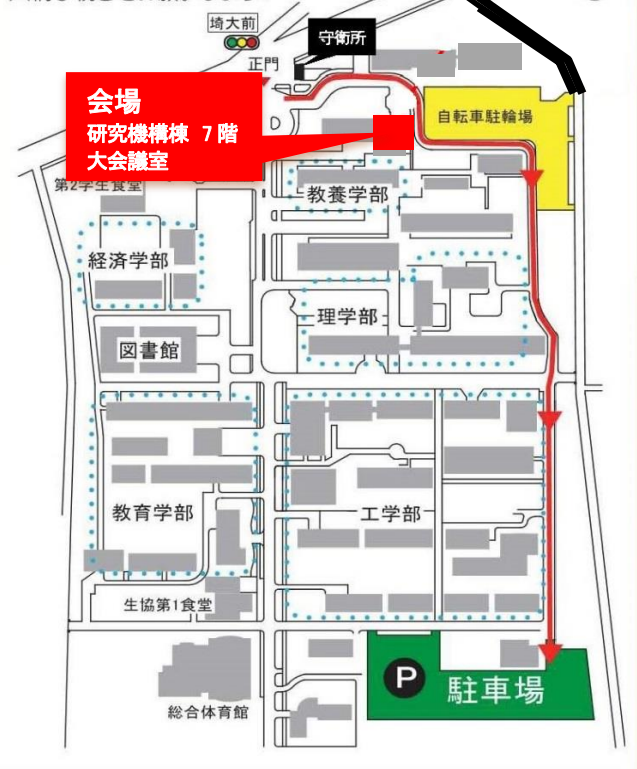 埼大前
守衛所
正門
会場
研究機構棟 7階
大会議室
自転車駐輪場
第2学生食堂
教養学部
経済学部
理学部
図書館
教育学部
工学部
生協第1食堂
P
駐車場
総合体育館